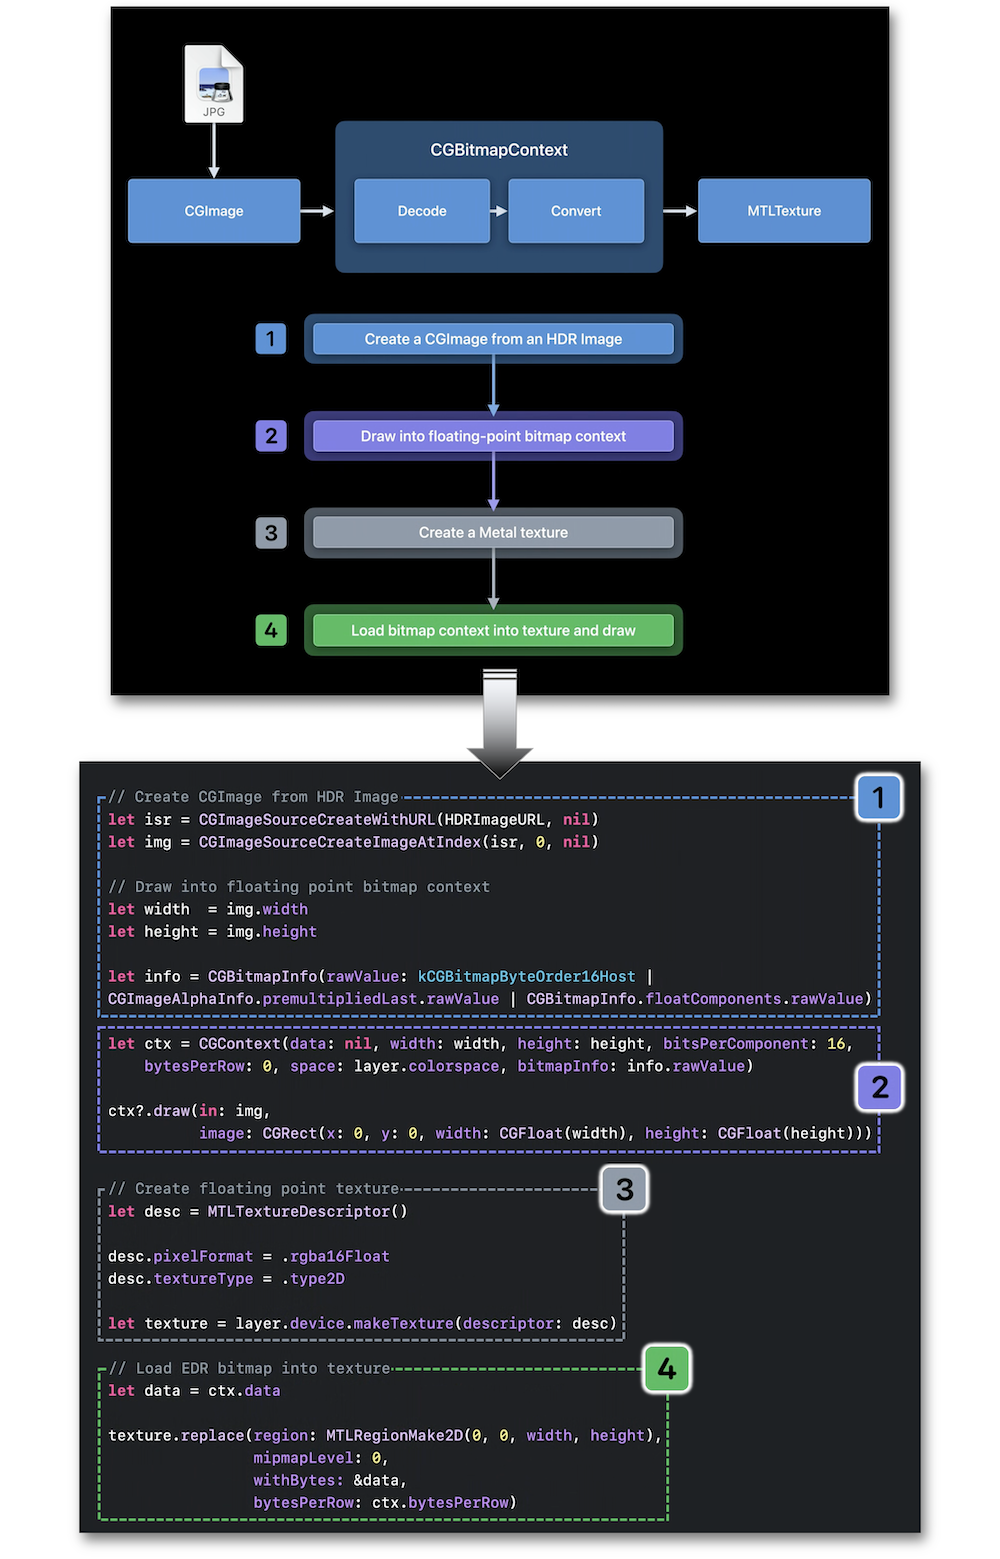 JPG
CGBitmapContext
CGImage
Decode
Convert
MTLTexture
1
Create a CGImage from an HDR Image
2
Draw into floating-point bitmap context
3
Create a Metal texture
4
Load bitmap context into texture and draw
// Create CGImage from HDR Image
1
let isr = CGImageSourceCreateWithURL(HDRImageURL, nil)
let img = CGImageSourceCreateImageAtIndex(isr, 0, nil)
// Draw into floating point bitmap context
let width  = img.width
let height = img.height
let info = CGBitmapInfo(rawValue: kCGBitmapByteOrder16Host |
CGImageAlphaInfo.premultipliedLast.rawValue | CGBitmapInfo.floatComponents.rawValue)
let ctx = CGContext(data: nil, width: width, height: height, bitsPerComponent: 16,
bytesPerRow: 0, space: layer.colorspace, bitmapInfo: info.rawValue)
2
ctx?.draw(in: img,
image: CGRect(x: 0, y: 0, width: CGFloat(width), height: CGFloat(height)))
// Create floating point texture
3
let desc = MTLTextureDescriptor()
desc.pixelFormat = .rgba16Float
desc.textureType = .type2D
let texture = layer.device.makeTexture(descriptor: desc)
// Load EDR bitmap into texture
4
let data = ctx.data
texture.replace(region: MTLRegionMake2D(0, 0, width, height),
mipmapLevel: 0,
withBytes: &data,
bytesPerRow: ctx.bytesPerRow)